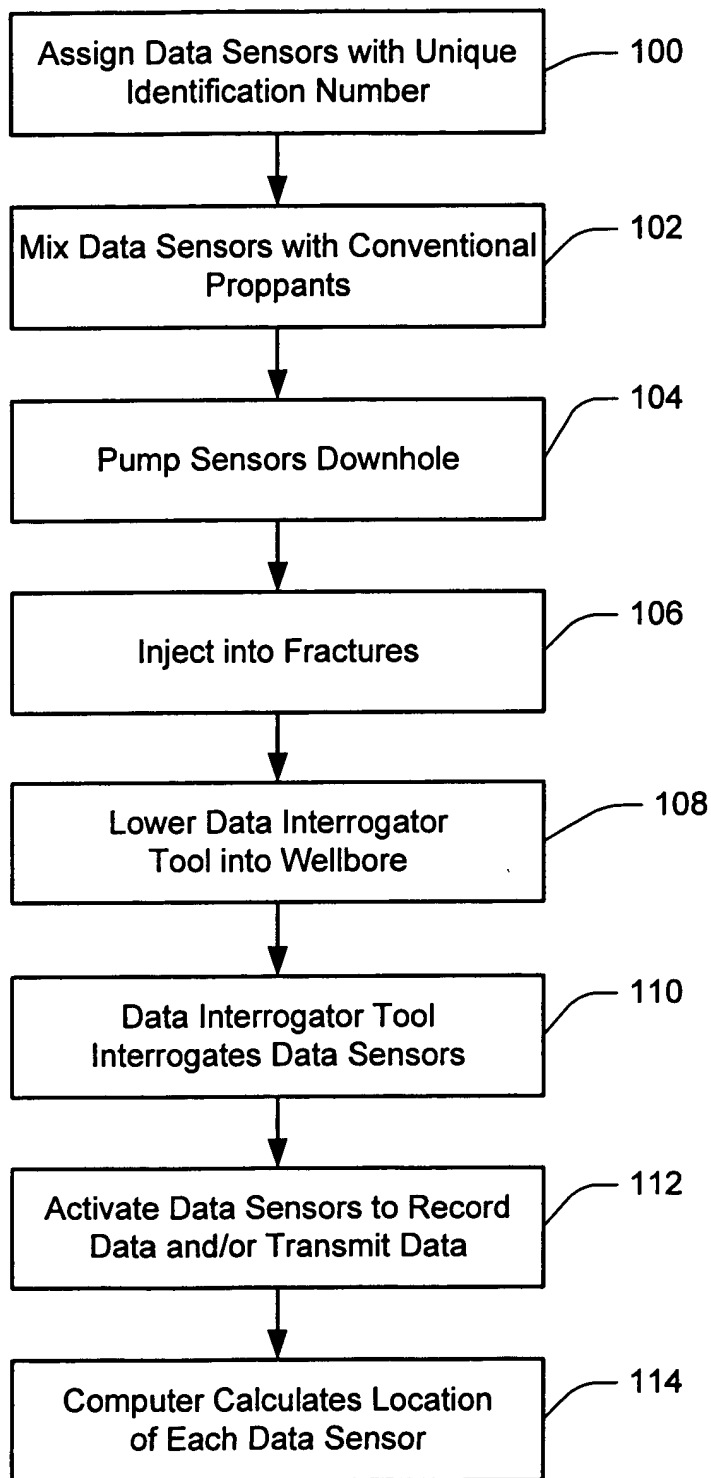 Assign Data Sensors with Unique
Identification Number
100
Mix Data Sensors with Conventional
Proppants
102
Pump Sensors Downhole
104
Inject into Fractures
106
Lower Data Interrogator
Tool into Wellbore
108
Data Interrogator Tool
Interrogates Data Sensors
110
Activate Data Sensors to Record
Data and/or Transmit Data
112
Computer Calculates Location
of Each Data Sensor
114